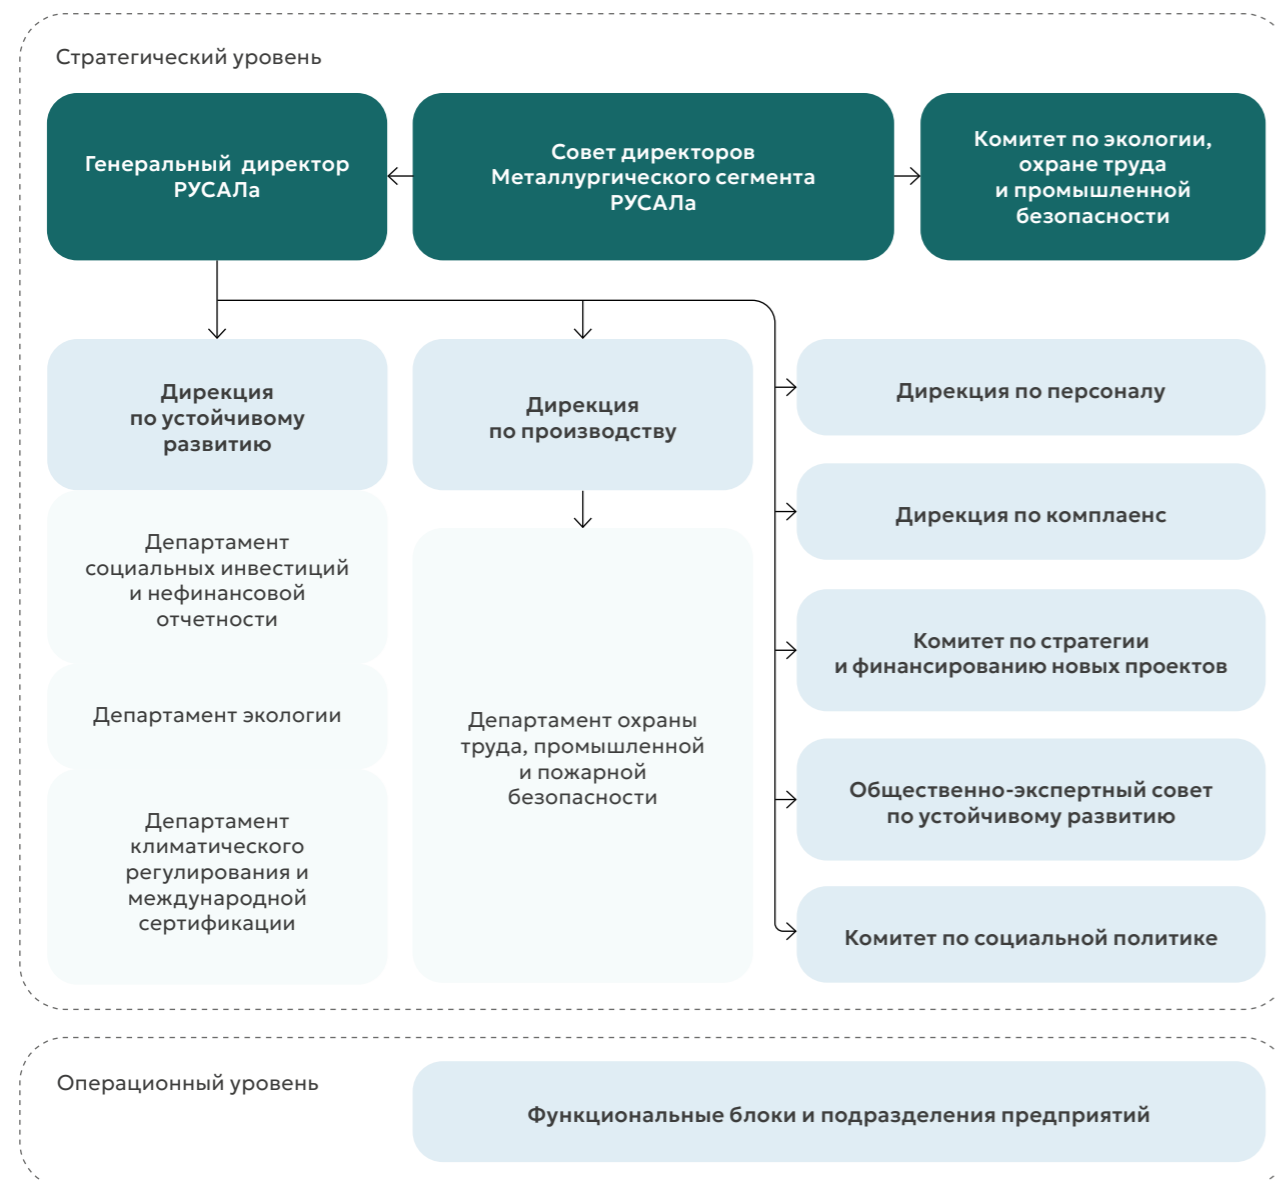 Стратегический уровень
Генеральный директор
РУСАЛа
Совет директоров
Металлургического сегмента
РУСАЛа
Комитет по экологии,
охране труда
и промышленной
безопасности
Дирекция
по устойчивому
развитию
Дирекция
по производству
Дирекция по персоналу
Дирекция по комплаенс
Комитет по стратегии
и финансированию новых проектов
Общественно-экспертный совет
по устойчивому развитию
Комитет по социальной политике
Департамент
социальных инвестиций
и нефинансовой
отчетности
Департамент экологии
Департамент
климатического
регулирования и
международной
сертификации
Департамент охраны
труда, промышленной
и пожарной
безопасности
Операционный уровень
Функциональные блоки и подразделения предприятий